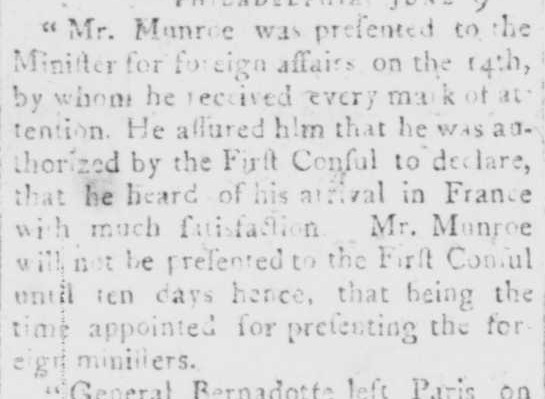 PHILADELPHIA, JUNE 9
"Mr. Munroe was preſented to the
Miniſter for foreign affairs on the 14th,
by whom he received every mark of at-
tention. He aſſured him that he was au-
thorized by the Firſt Conſul to declare,
that he heard of his arrival in France
with much ſatisfaction Mr. Munroe
will not be preſented to the Firſt Conſul
until ten days hence, that being the
time appointed for preſenting the for-
eign miniſters.
"General Bernadotte left Paris on